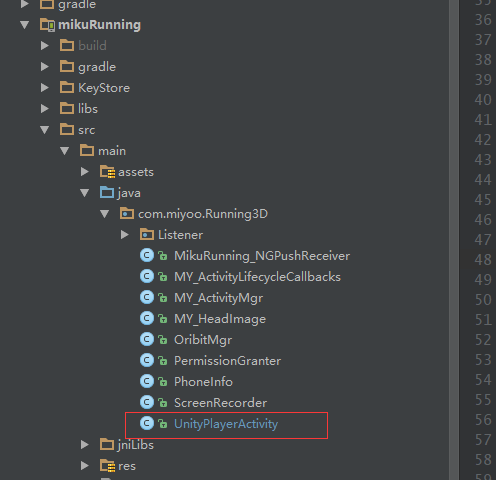 gradle
mikuRunning
build
gradle
KeyStore
libs
src
main
assets
java
com.miyoo.Running3D
Listener
MikuRunning_NGPushReceiver
MY_ActivityLifecycleCallbacks
MY_ActivityMgr
MY_HeadImage
OribitMgr
PermissionGranter
PhoneInfo
ScreenRecorder
UnityPlayerActivity
jniLibs
res
36
37
38
39
40
41
42
43
44
45
46
47
48
49
50
51
52
53
54
55
56
57
58
59